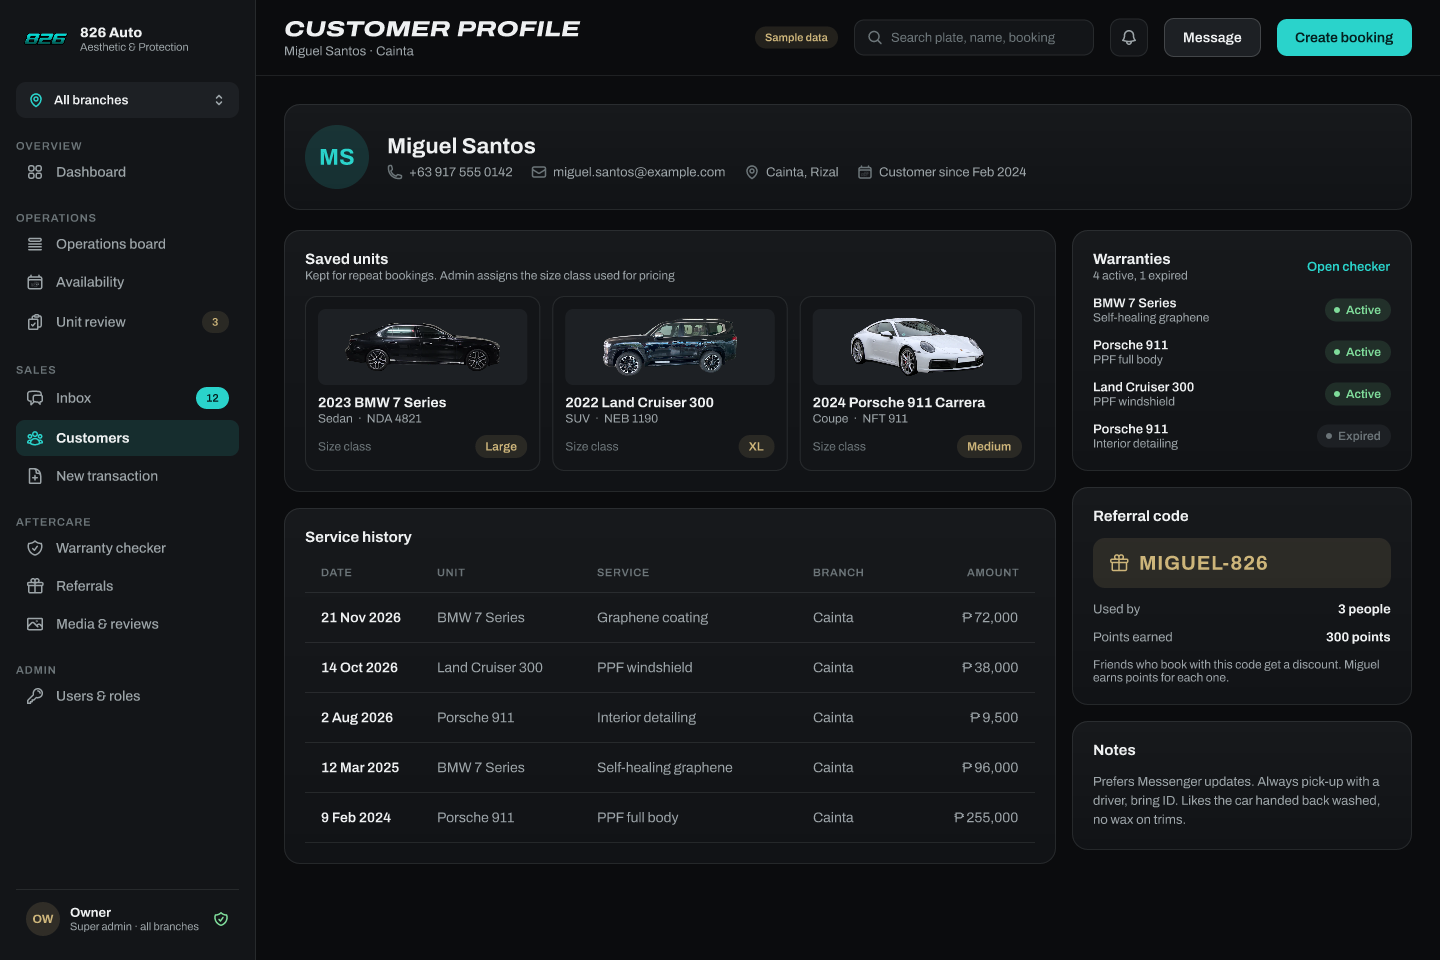 826
826 Auto
Aesthetic & Protection
All branches
OVERVIEW
Dashboard
OPERATIONS
Operations board
Availability
Unit review
3
SALES
Inbox
12
Customers
New transaction
AFTERCARE
Warranty checker
Referrals
Media & reviews
ADMIN
Users & roles
OW
Owner
Super admin · all branches
CUSTOMER PROFILE
Miguel Santos · Cainta
Sample data
Search plate, name, booking
Message
Create booking
MS
Miguel Santos
+63 917 555 0142
miguel.santos@example.com
Cainta, Rizal
Customer since Feb 2024
Saved units
Kept for repeat bookings. Admin assigns the size class used for pricing
2023 BMW 7 Series
Sedan · NDA 4821
Size class
Large
2022 Land Cruiser 300
SUV · NEB 1190
Size class
XL
2024 Porsche 911 Carrera
Coupe · NFT 911
Size class
Medium
Service history
DATE UNIT SERVICE BRANCH AMOUNT
21 Nov 2026 BMW 7 Series Graphene coating Cainta ₱72,000
14 Oct 2026 Land Cruiser 300 PPF windshield Cainta ₱38,000
2 Aug 2026 Porsche 911 Interior detailing Cainta ₱9,500
12 Mar 2025 BMW 7 Series Self-healing graphene Cainta ₱96,000
9 Feb 2024 Porsche 911 PPF full body Cainta ₱255,000
Warranties
4 active, 1 expired
Open checker
BMW 7 Series
Self-healing graphene
Active
Porsche 911
PPF full body
Active
Land Cruiser 300
PPF windshield
Active
Porsche 911
Interior detailing
Expired
Referral code
MIGUEL-826
Used by
3 people
Points earned
300 points
Friends who book with this code get a discount. Miguel
earns points for each one.
Notes
Prefers Messenger updates. Always pick-up with a
driver, bring ID. Likes the car handed back washed,
no wax on trims.